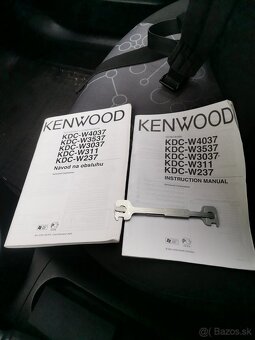 KENWOOD
KDC-W4037
KDC-W3537
KDC-W3037
KDC-W311
KDC-W237
Návod na obsluhu
KENWOOD
KDC-W4037
KDC-W3537
KDC-W3037
KDC-W311
KDC-W237
INSTRUCTION MANUAL
Bazos.sk